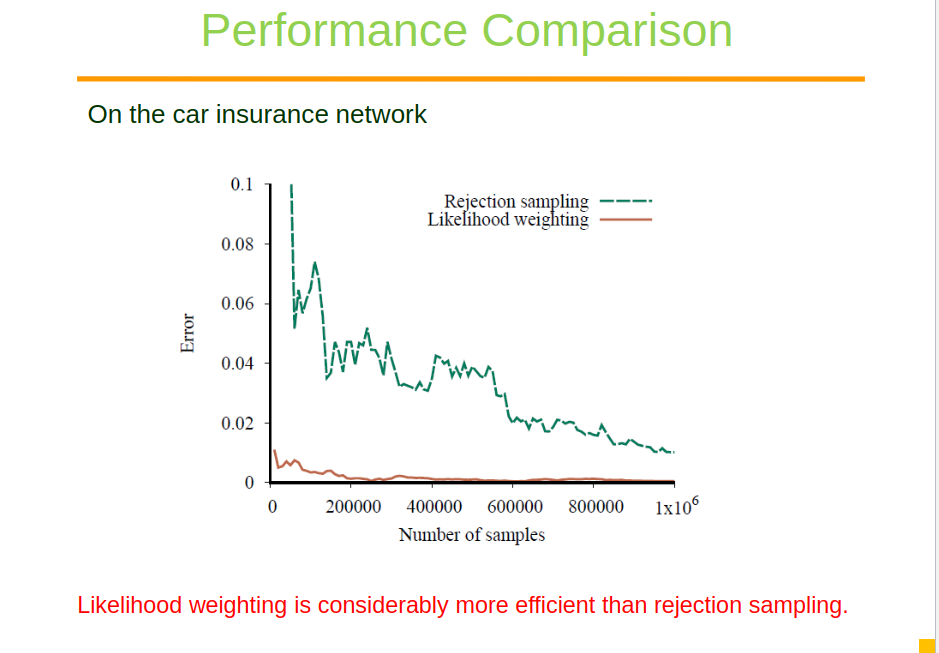 Performance Comparison
On the car insurance network
0.1
0.08
0.06
0.04
0.02
0
Error
Rejection sampling
Likelihood weighting
0 200000 400000 600000 800000 1x10⁶
Number of samples
Likelihood weighting is considerably more efficient than rejection sampling.